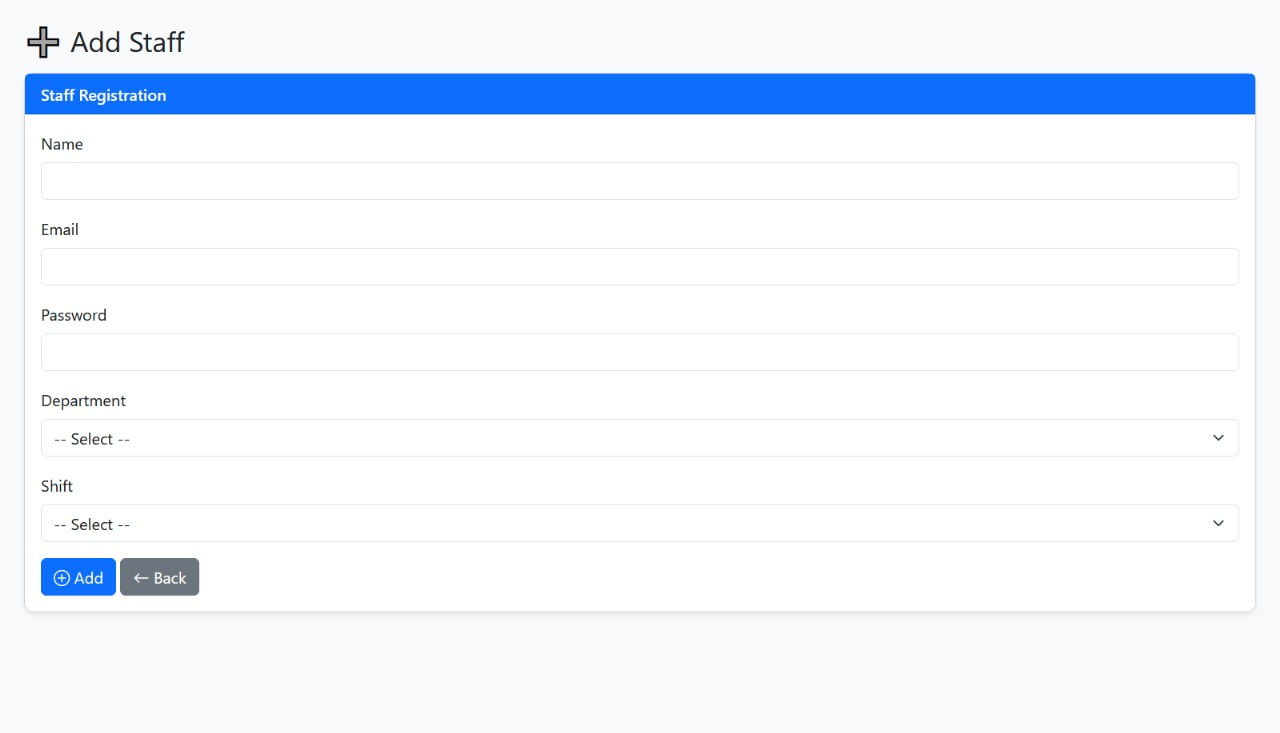 Add Staff
Staff Registration
Name
Email
Password
Department
-- Select --
Shift
-- Select --
Add
Back